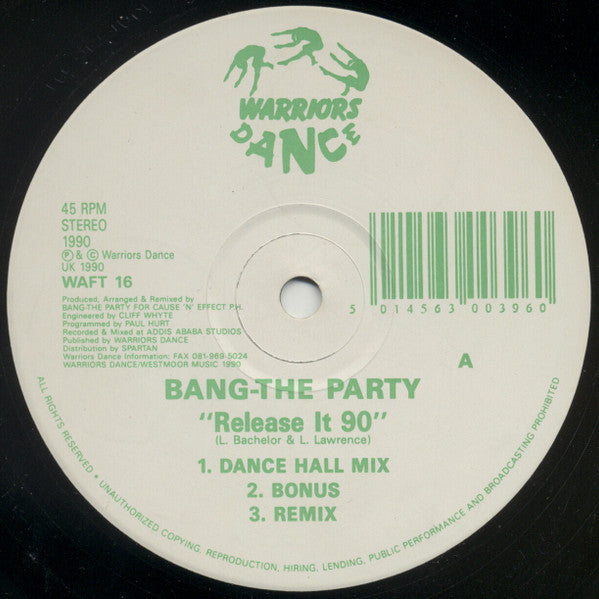 WARRIORS
DANCE
45 RPM
STEREO
1990
Ⓟ & © Warriors Dance
UK 1990
WAFT 16
Produced, Arranged & Remixed by
BANG-THE PARTY FOR CAUSE 'N' EFFECT P.H.
Engineered by CLIFF WHYTE
Programmed by PAUL HURT
Recorded & Mixed at ADDIS ABABA STUDIOS
Published by WARRIORS DANCE
Distribution by SPARTAN
Warriors Dance Information: FAX 081-969-5024
WARRIORS DANCE/WESTMOOR MUSIC 1990
5 014563 003960
A
BANG-THE PARTY
"Release It 90"
(L. Bachelor & L. Lawrence)
1. DANCE HALL MIX
2. BONUS
3. REMIX
ALL RIGHTS RESERVED • UNAUTHORIZED COPYING, REPRODUCTION, HIRING, LENDING, PUBLIC PERFORMANCE AND BROADCASTING PROHIBITED